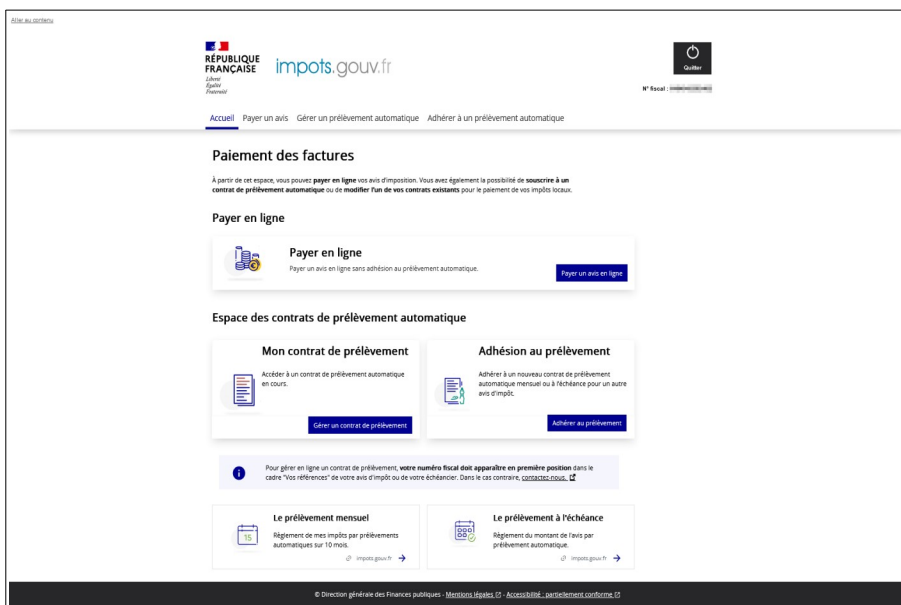 Aller au contenu
RÉPUBLIQUE
FRANÇAISE
Liberté
Égalité
Fraternité
impots.gouv.fr
Quitter
N° fiscal :
Accueil Payer un avis Gérer un prélèvement automatique Adhérer à un prélèvement automatique
Paiement des factures
À partir de cet espace, vous pouvez payer en ligne vos avis d'imposition. Vous avez également la possibilité de souscrire à un
contrat de prélèvement automatique ou de modifier l'un de vos contrats existants pour le paiement de vos impôts locaux.
Payer en ligne
Payer en ligne
Payer un avis en ligne sans adhésion au prélèvement automatique.
Payer un avis en ligne
Espace des contrats de prélèvement automatique
Mon contrat de prélèvement
Accéder à un contrat de prélèvement automatique
en cours.
Gérer un contrat de prélèvement
Adhésion au prélèvement
Adhérer à un nouveau contrat de prélèvement
automatique mensuel ou à l'échéance pour un autre
avis d'impôt.
Adhérer au prélèvement
Pour gérer en ligne un contrat de prélèvement, votre numéro fiscal doit apparaître en première position dans le
cadre "Vos références" de votre avis d'impôt ou de votre échéancier. Dans le cas contraire, contactez-nous.
15
Le prélèvement mensuel
Règlement de mes impôts par prélèvements
automatiques sur 10 mois.
impots.gouv.fr
Le prélèvement à l'échéance
Règlement du montant de l'avis par
prélèvement automatique.
impots.gouv.fr
© Direction générale des Finances publiques - Mentions légales - Accessibilité : partiellement conforme